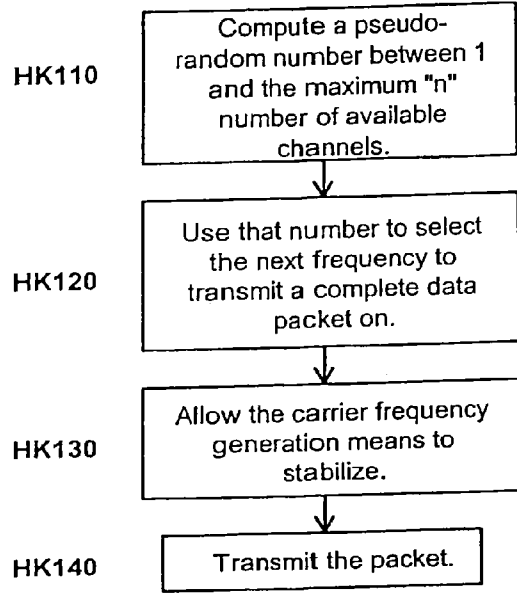 Compute a pseudo-
random number between 1
HK110
and the maximum "n"
number of available
channels.
Use that number to select
the next frequency to
HK120
transmit a complete data
packet on.
Allow the carrier frequency
HK130
generation means to
stabilize.
HK140
Transmit the packet.